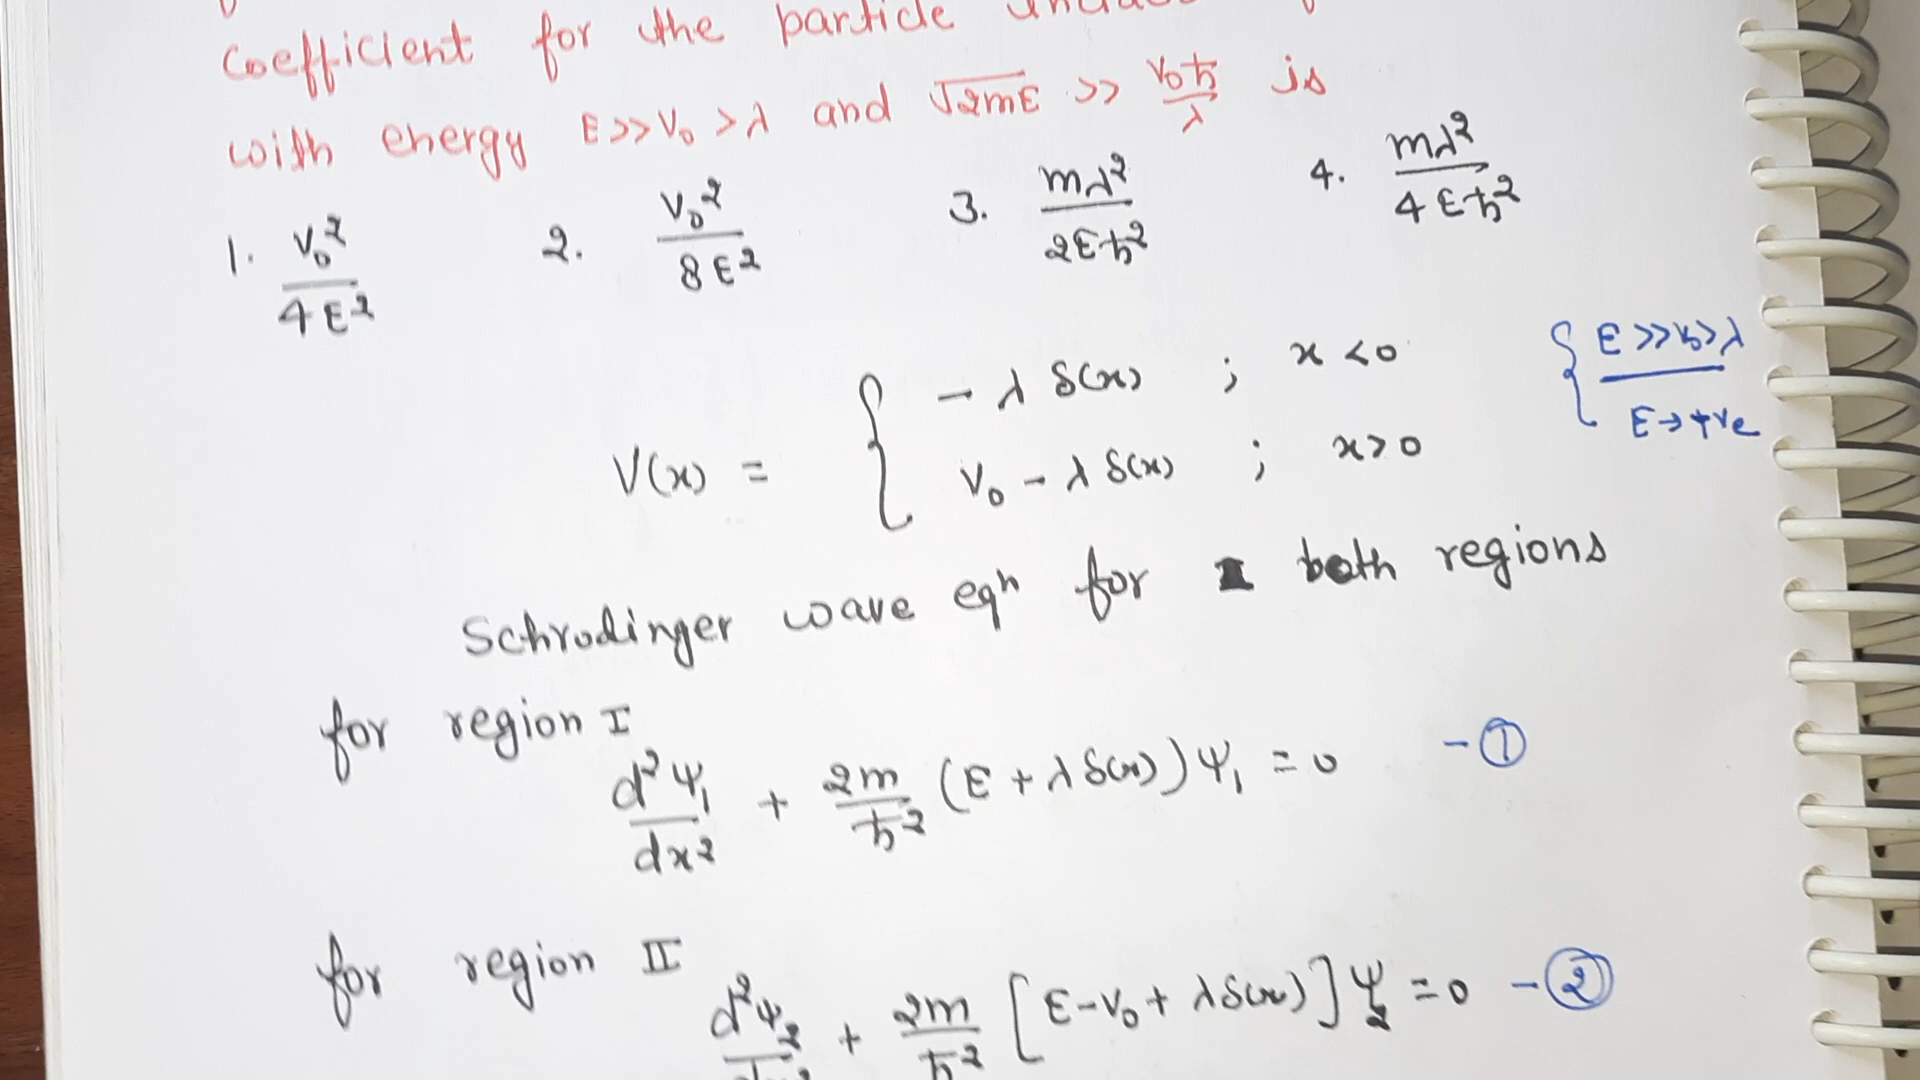 coefficient for the particle
with energy E>>V₀ >λ and √2mE >> V₀ħ/λ is
1. V₀²/4E² 2. V₀²/8E² 3. mλ²/2Eħ² 4. mλ²/4Eħ²
V(x) = { -λ δ(x) ; x<0
V₀ - λ δ(x) ; x>0
{ E>>V₀>λ
E→+ve
Schrodinger wave eqⁿ for both regions
for region I
d²ψ₁/dx² + 2m/ħ² (E + λ δ(x)) ψ₁ = 0 -①
for region II
d²ψ₂ + 2m/ħ² [E-V₀ + λδ(x)] ψ₂ = 0 -②